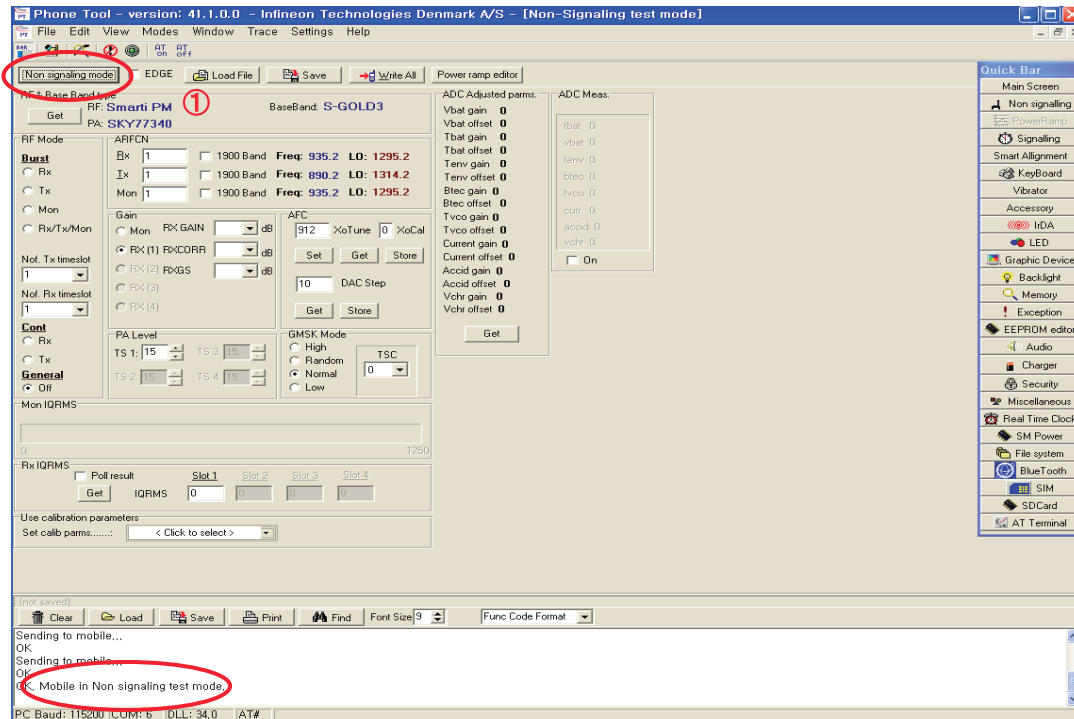 Phone Tool - version: 41.1.0.0 - Infineon Technologies Denmark A/S - [Non-Signaling test mode]
File Edit View Modes Window Trace Settings Help
AT on AT off
Non signaling mode EDGE Load File Save Write All Power ramp editor
①
RF & Base Band type
Get RF: Smarti PM BaseBand: S-GOLD3
PA: SKY77340
RF Mode
Burst
Rx
Tx
Mon
Rx/Tx/Mon
Nof. Tx timeslot
1
Nof. Rx timeslot
1
Cont
Rx
Tx
General
Off
ARFCN
Rx 1 1900 Band Freq: 935.2 LO: 1295.2
Tx 1 1900 Band Freq: 890.2 LO: 1314.2
Mon 1 1900 Band Freq: 935.2 LO: 1295.2
Gain
Mon RX GAIN dB
RX (1) RXCORR dB
RX (2) RXGS dB
RX (3)
RX (4)
AFC
912 XoTune 0 XoCal
Set Get Store
10 DAC Step
Get Store
PA Level
TS 1: 15 TS 3: 15
TS 2: 15 TS 4: 15
GMSK Mode
High
Random
Normal
Low
TSC
0
Mon IQRMS
0 1250
Rx IQRMS
Poll result Slot 1 Slot 2 Slot 3 Slot 4
Get IQRMS 0 0 0 0
Use calibration parameters
Set calib parms......: < Click to select >
ADC Adjusted parms.
Vbat gain 0
Vbat offset 0
Tbat gain 0
Tbat offset 0
Tenv gain 0
Tenv offset 0
Btec gain 0
Btec offset 0
Tvco gain 0
Tvco offset 0
Current gain 0
Current offset 0
Accid gain 0
Accid offset 0
Vchr gain 0
Vchr offset 0
Get
ADC Meas.
tbat 0
vbat 0
tenv 0
btec 0
tvco 0
curr. 0
accid 0
vchr 0
On
Quick Bar
Main Screen
Non signalling
PowerRamp
Signalling
Smart Allignment
KeyBoard
Vibrator
Accessory
IrDA
LED
Graphic Device
Backlight
Memory
Exception
EEPROM editor
Audio
Charger
Security
Miscellaneous
Real Time Clock
SM Power
File system
BlueTooth
SIM
SDCard
AT Terminal
[not saved]
Clear Load Save Print Find Font Size 9 Func Code Format
Sending to mobile...
OK
Sending to mobile...
OK
OK, Mobile in Non signaling test mode,
PC Baud: 115200 COM: 6 DLL: 34,0 AT#